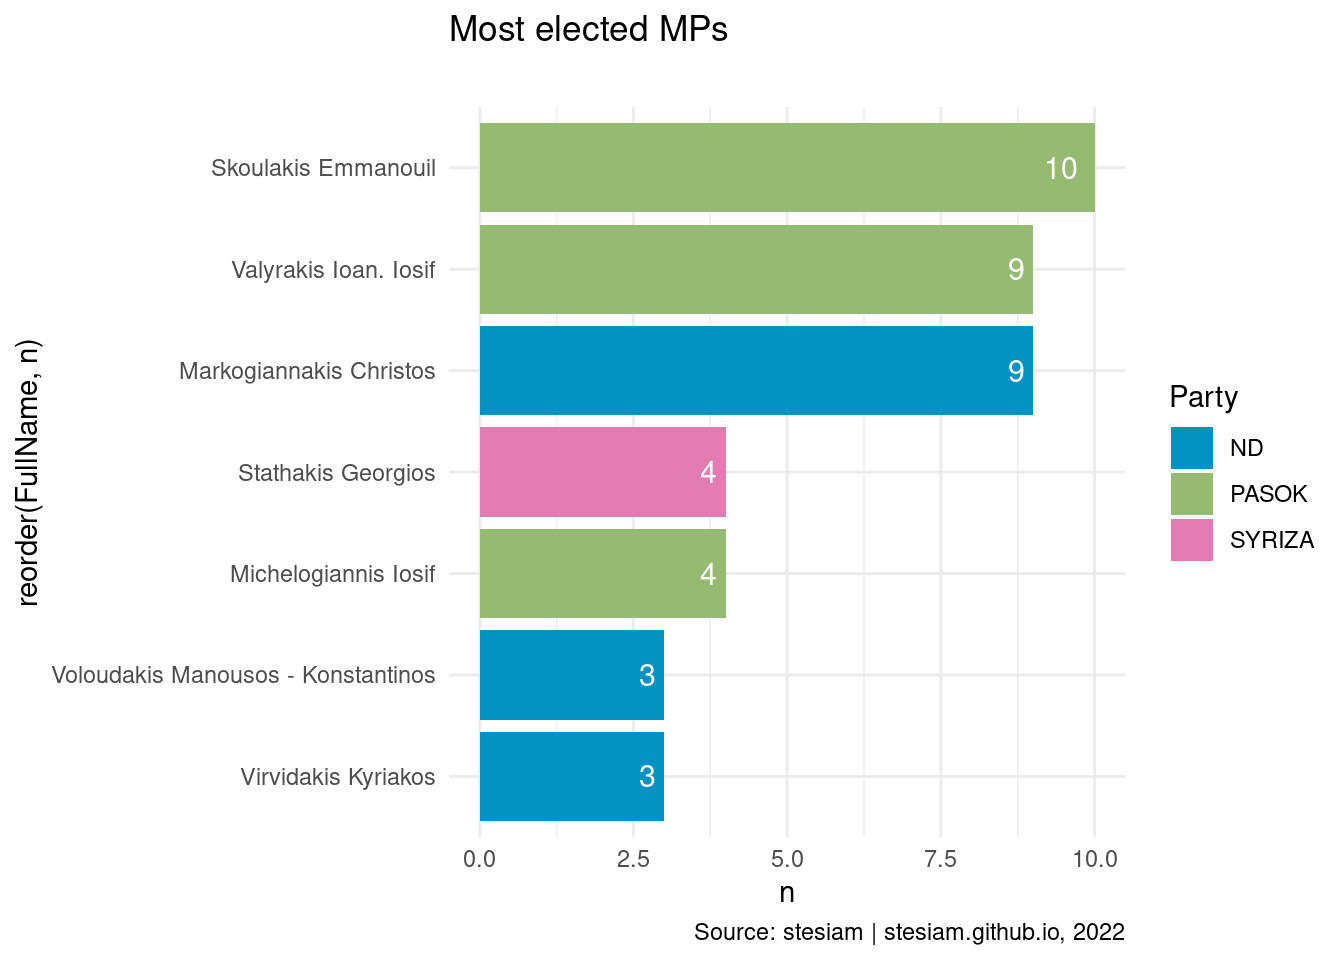 Most elected MPs
reorder(FullName, n)
Skoulakis Emmanouil
10
Valyrakis Ioan. Iosif
9
Markogiannakis Christos
9
Stathakis Georgios
4
Michelogiannis Iosif
4
Voloudakis Manousos - Konstantinos
3
Virvidakis Kyriakos
3
0.0 2.5 5.0 7.5 10.0
n
Party
ND
PASOK
SYRIZA
Source: stesiam | stesiam.github.io, 2022